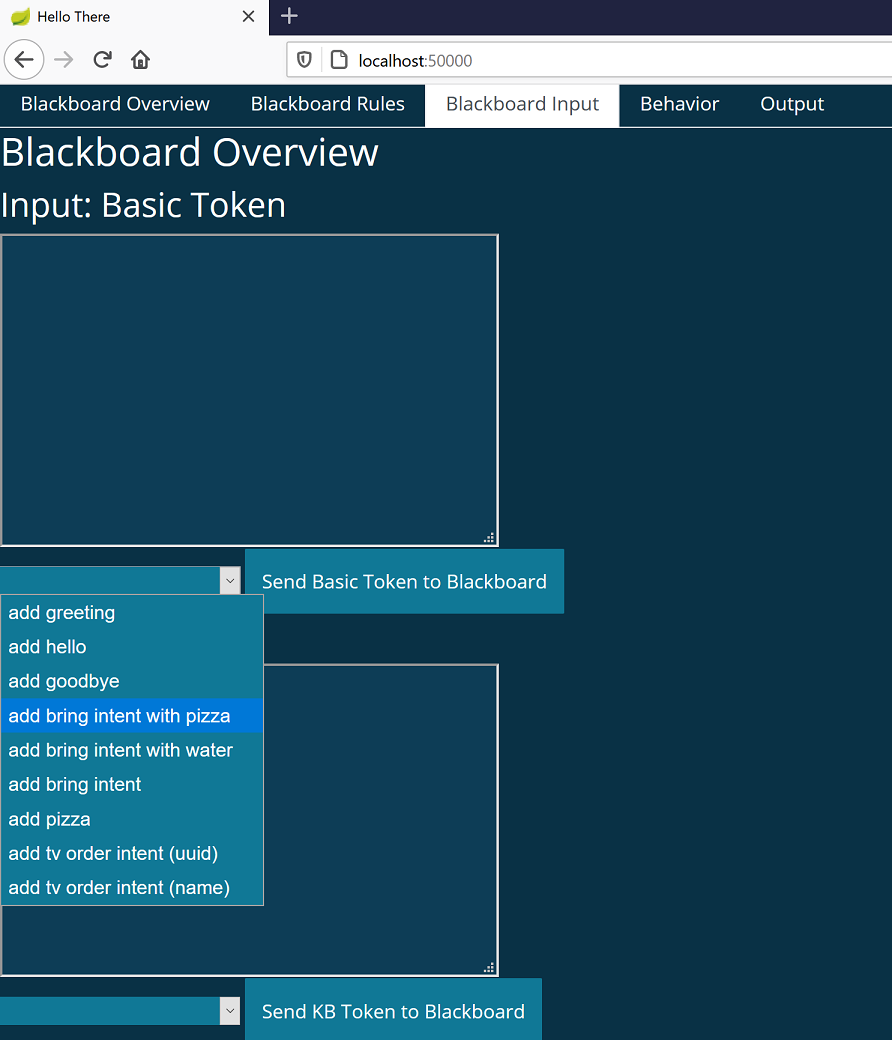 Hello There
localhost:50000
Blackboard Overview Blackboard Rules Blackboard Input Behavior Output
Blackboard Overview
Input: Basic Token
Send Basic Token to Blackboard
add greeting
add hello
add goodbye
add bring intent with pizza
add bring intent with water
add bring intent
add pizza
add tv order intent (uuid)
add tv order intent (name)
Send KB Token to Blackboard